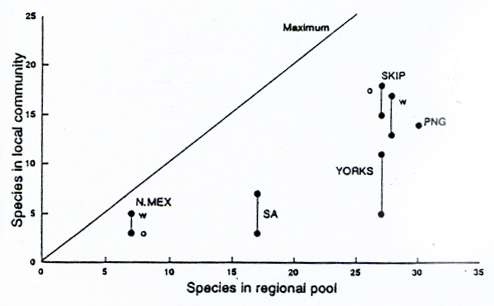 Species in local community
25
20
15
10
5
0
Maximum
SKIP
o
w
PNG
YORKS
N.MEX
w
o
SA
0 5 10 15 20 25 30 35
Species in regional pool